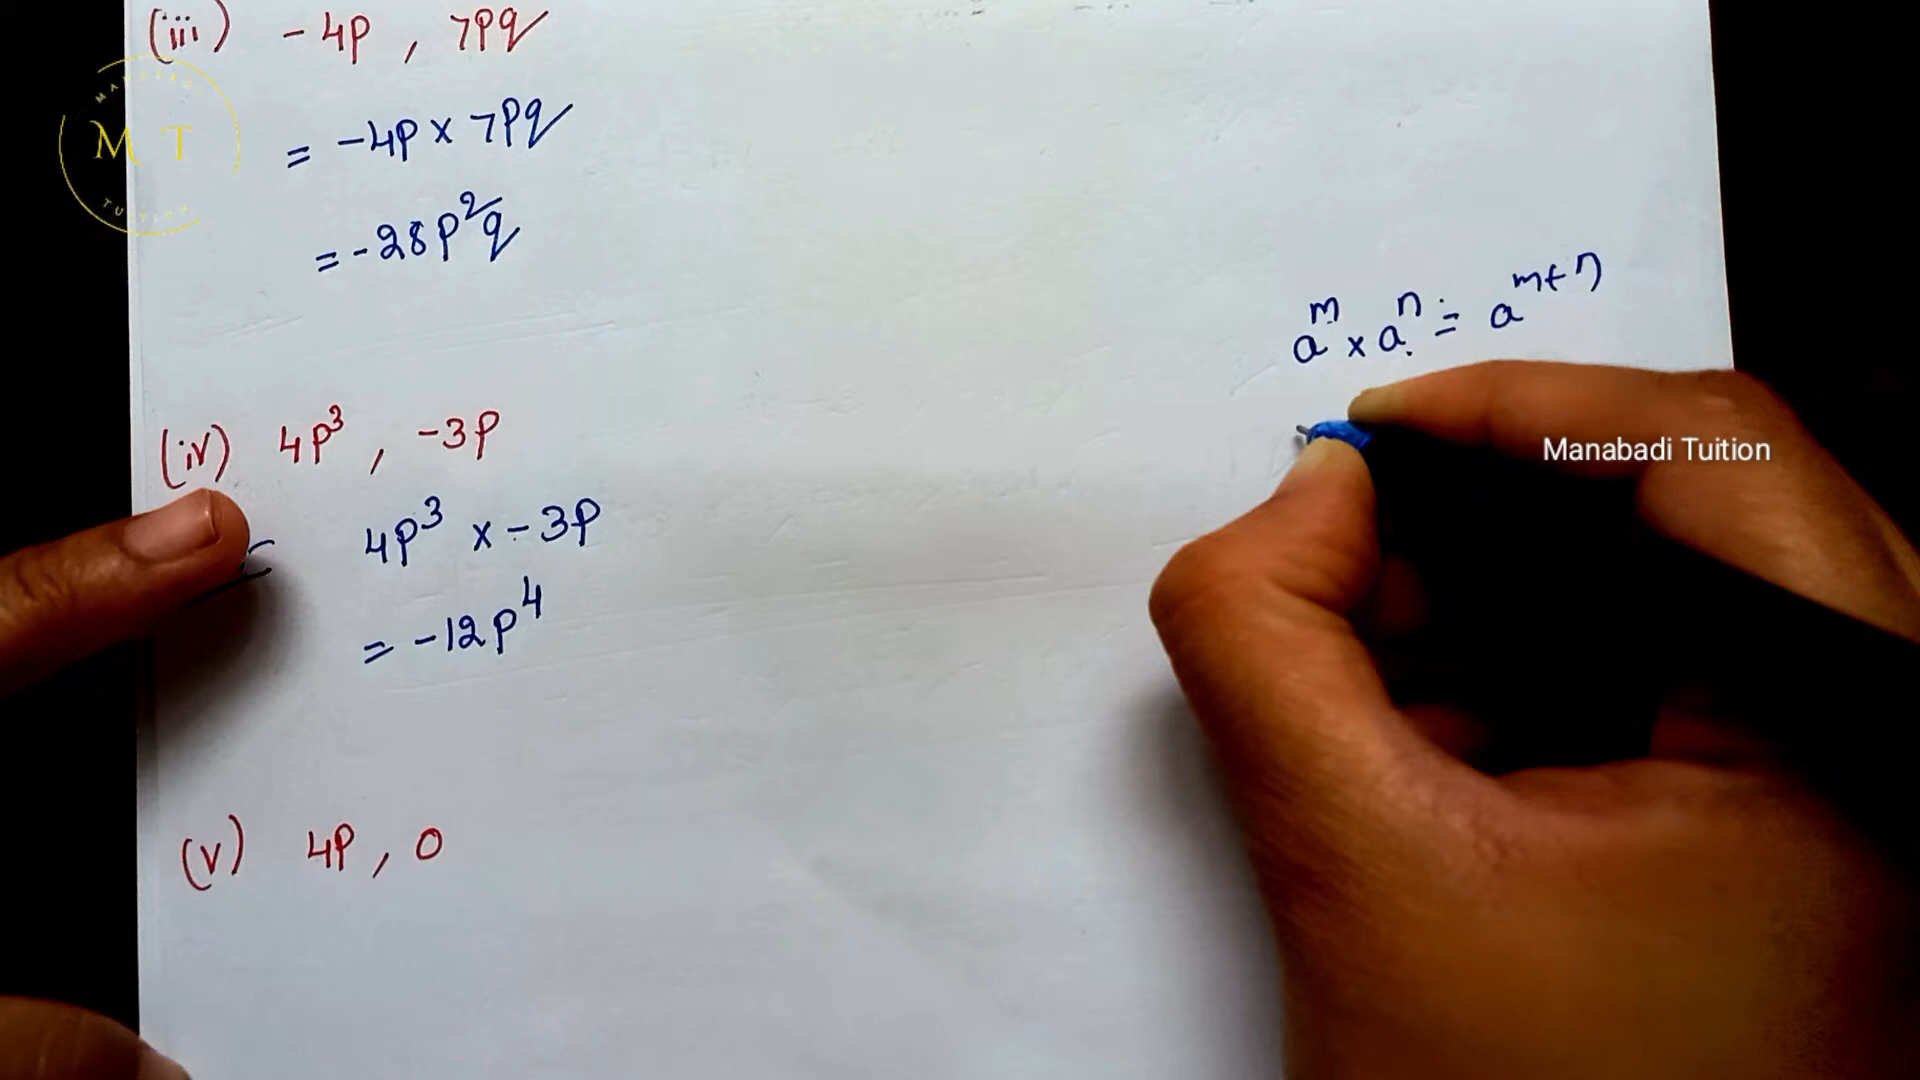 (iii) -4p , 7pq
= -4p x 7pq
= -28p²q
aᵐ x aⁿ = aᵐ⁺ⁿ
(iv) 4p³ , -3p
= 4p³ x -3p
= -12p⁴
(v) 4p , 0
M T
TUITION
Manabadi Tuition